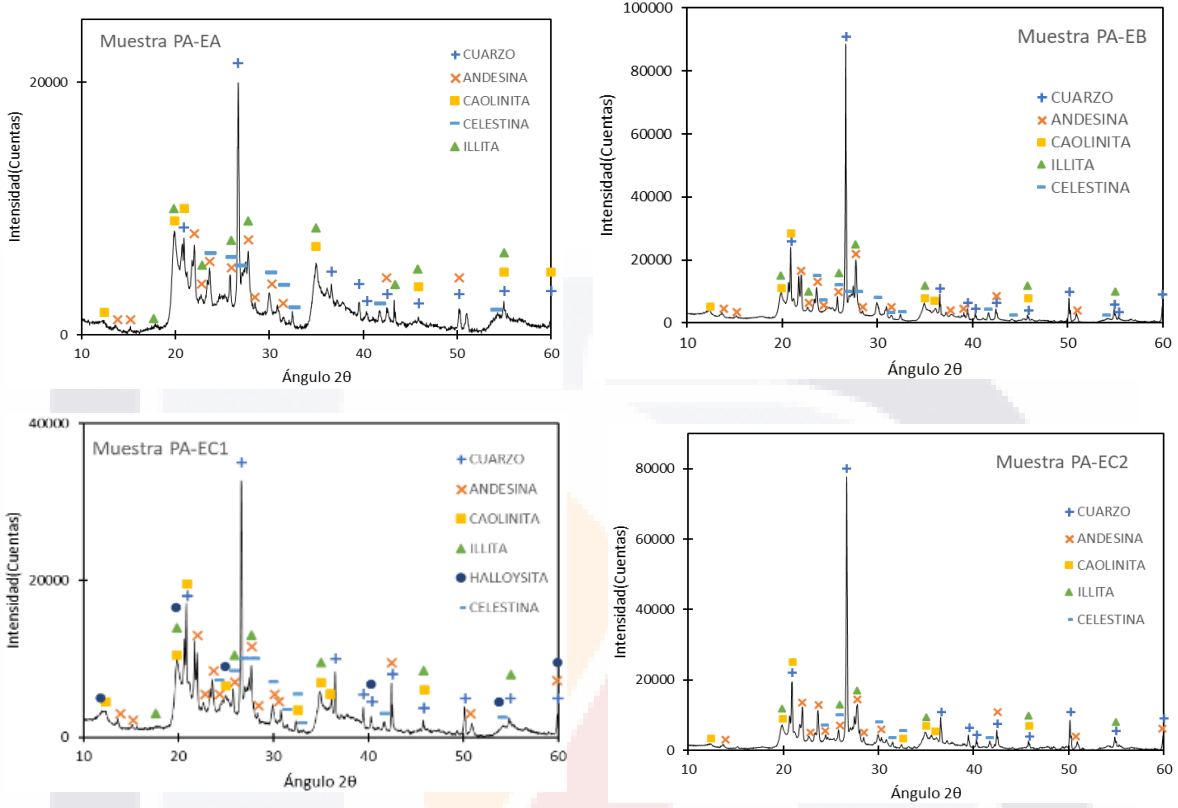 Muestra PA-EA
CUARZO
ANDESINA
CAOLINITA
CELESTINA
ILLITA
20000
0
10 20 30 40 50 60
Intensidad(Cuentas)
Ángulo 2θ
Muestra PA-EB
CUARZO
ANDESINA
CAOLINITA
ILLITA
CELESTINA
100000
80000
60000
40000
20000
0
10 20 30 40 50 60
Intensidad(Cuentas)
Ángulo 2θ
Muestra PA-EC1
CUARZO
ANDESINA
CAOLINITA
ILLITA
HALLOYSITA
CELESTINA
40000
20000
0
10 20 30 40 50 60
Intensidad(Cuentas)
Ángulo 2θ
Muestra PA-EC2
CUARZO
ANDESINA
CAOLINITA
ILLITA
CELESTINA
80000
60000
40000
20000
0
10 20 30 40 50 60
Intensidad(Cuentas)
Ángulo 2θ